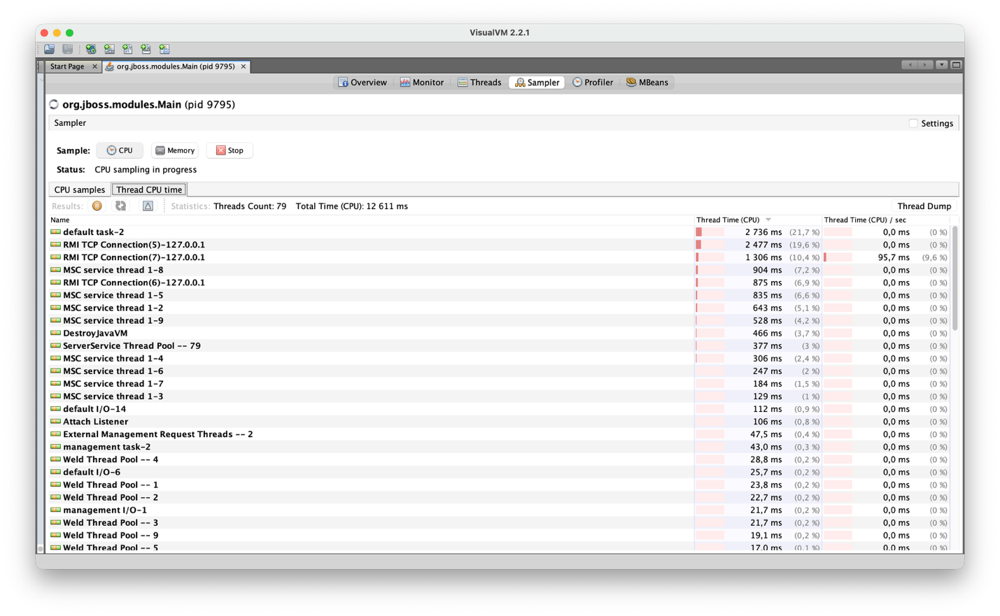 VisualVM 2.2.1
Start Page
org.jboss.modules.Main (pid 9795)
Overview Monitor Threads Sampler Profiler MBeans
org.jboss.modules.Main (pid 9795)
Sampler Settings
Sample: CPU Memory Stop
Status: CPU sampling in progress
CPU samples Thread CPU time
Results: Statistics: Threads Count: 79 Total Time (CPU): 12 611 ms Thread Dump
Name Thread Time (CPU) Thread Time (CPU) / sec
default task-2 2 736 ms (21,7 %) 0,0 ms (0 %)
RMI TCP Connection(5)-127.0.0.1 2 477 ms (19,6 %) 0,0 ms (0 %)
RMI TCP Connection(7)-127.0.0.1 1 306 ms (10,4 %) 95,7 ms (9,6 %)
MSC service thread 1-8 904 ms (7,2 %) 0,0 ms (0 %)
RMI TCP Connection(6)-127.0.0.1 875 ms (6,9 %) 0,0 ms (0 %)
MSC service thread 1-5 835 ms (6,6 %) 0,0 ms (0 %)
MSC service thread 1-2 643 ms (5,1 %) 0,0 ms (0 %)
MSC service thread 1-9 528 ms (4,2 %) 0,0 ms (0 %)
DestroyJavaVM 466 ms (3,7 %) 0,0 ms (0 %)
ServerService Thread Pool -- 79 377 ms (3 %) 0,0 ms (0 %)
MSC service thread 1-4 306 ms (2,4 %) 0,0 ms (0 %)
MSC service thread 1-6 247 ms (2 %) 0,0 ms (0 %)
MSC service thread 1-7 184 ms (1,5 %) 0,0 ms (0 %)
MSC service thread 1-3 129 ms (1 %) 0,0 ms (0 %)
default I/O-14 112 ms (0,9 %) 0,0 ms (0 %)
Attach Listener 106 ms (0,8 %) 0,0 ms (0 %)
External Management Request Threads -- 2 47,5 ms (0,4 %) 0,0 ms (0 %)
management task-2 43,0 ms (0,3 %) 0,0 ms (0 %)
Weld Thread Pool -- 4 28,8 ms (0,2 %) 0,0 ms (0 %)
default I/O-6 25,7 ms (0,2 %) 0,0 ms (0 %)
Weld Thread Pool -- 1 23,8 ms (0,2 %) 0,0 ms (0 %)
Weld Thread Pool -- 2 22,7 ms (0,2 %) 0,0 ms (0 %)
management I/O-1 21,7 ms (0,2 %) 0,0 ms (0 %)
Weld Thread Pool -- 3 21,7 ms (0,2 %) 0,0 ms (0 %)
Weld Thread Pool -- 9 19,1 ms (0,2 %) 0,0 ms (0 %)
Weld Thread Pool -- 5 17,0 ms (0,1 %) 0,0 ms (0 %)